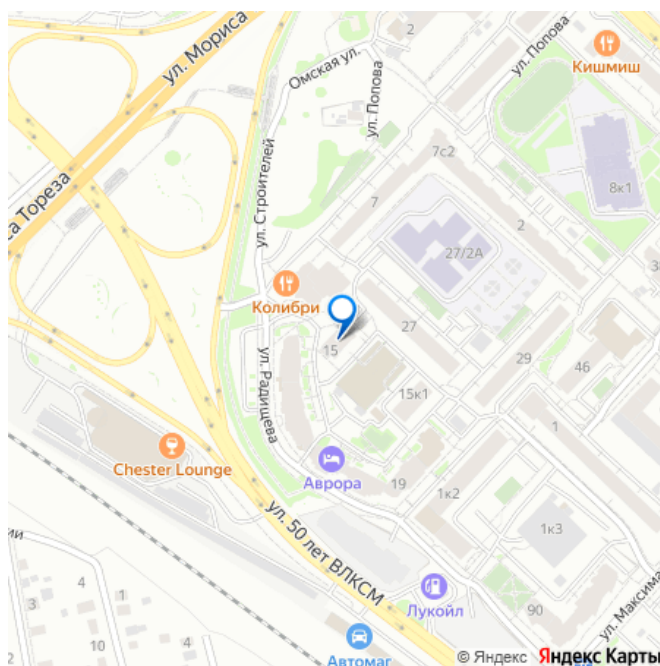 2
ул. Попова
Кишмиш
ул. Мориса
Омская ул.
ул. Попова
7с2
8к1
са Тореза
ул. Строителей
7
2
27/2А
Колибри
27
15
29
46
15к1
ул. Радищева
1
Chester Lounge
Аврора
19
1к2
1к3
ул. 50 лет ВЛКСМ
ул. Максима
4
3
4
10
Лукойл
90
Автомаг
© Яндекс Яндекс Карты